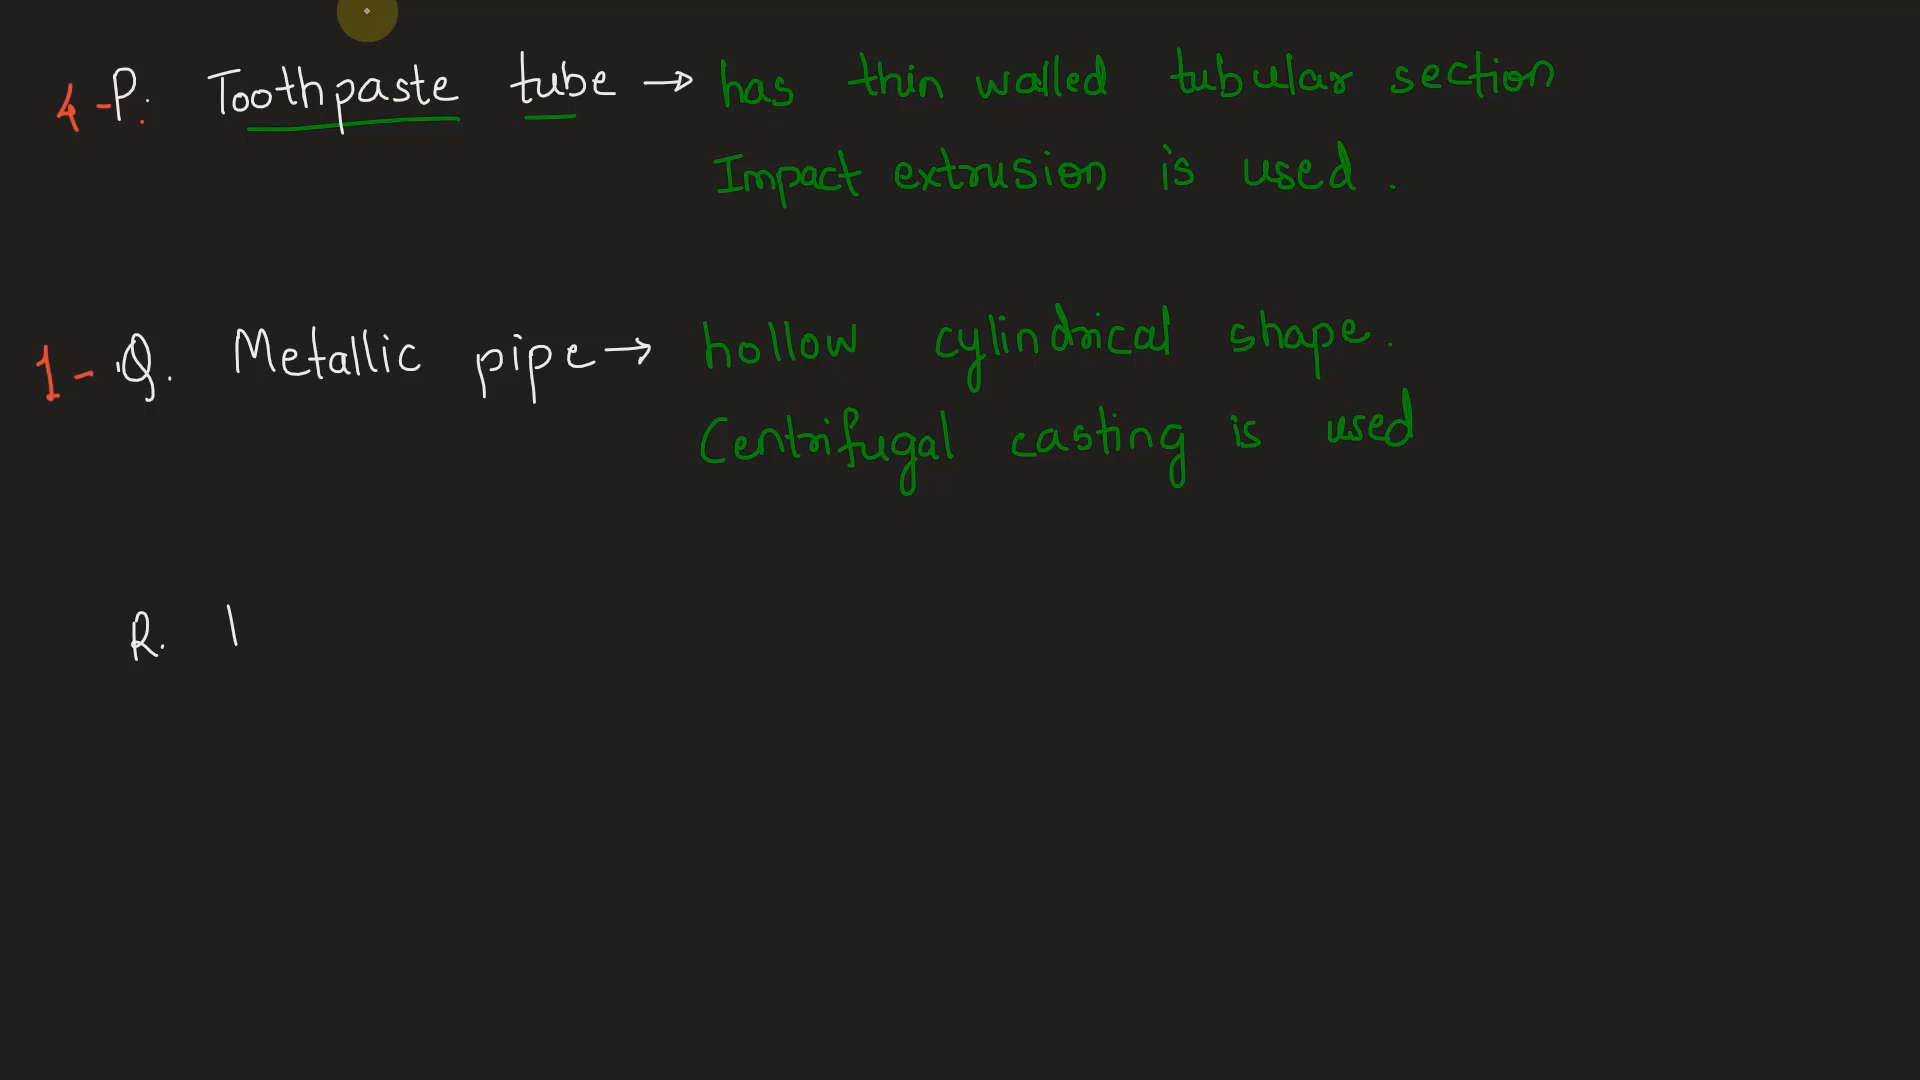 4-P. Toothpaste tube → has thin walled tubular section
Impact extrusion is used.
1-Q. Metallic pipe → hollow cylindrical shape.
Centrifugal casting is used
R.